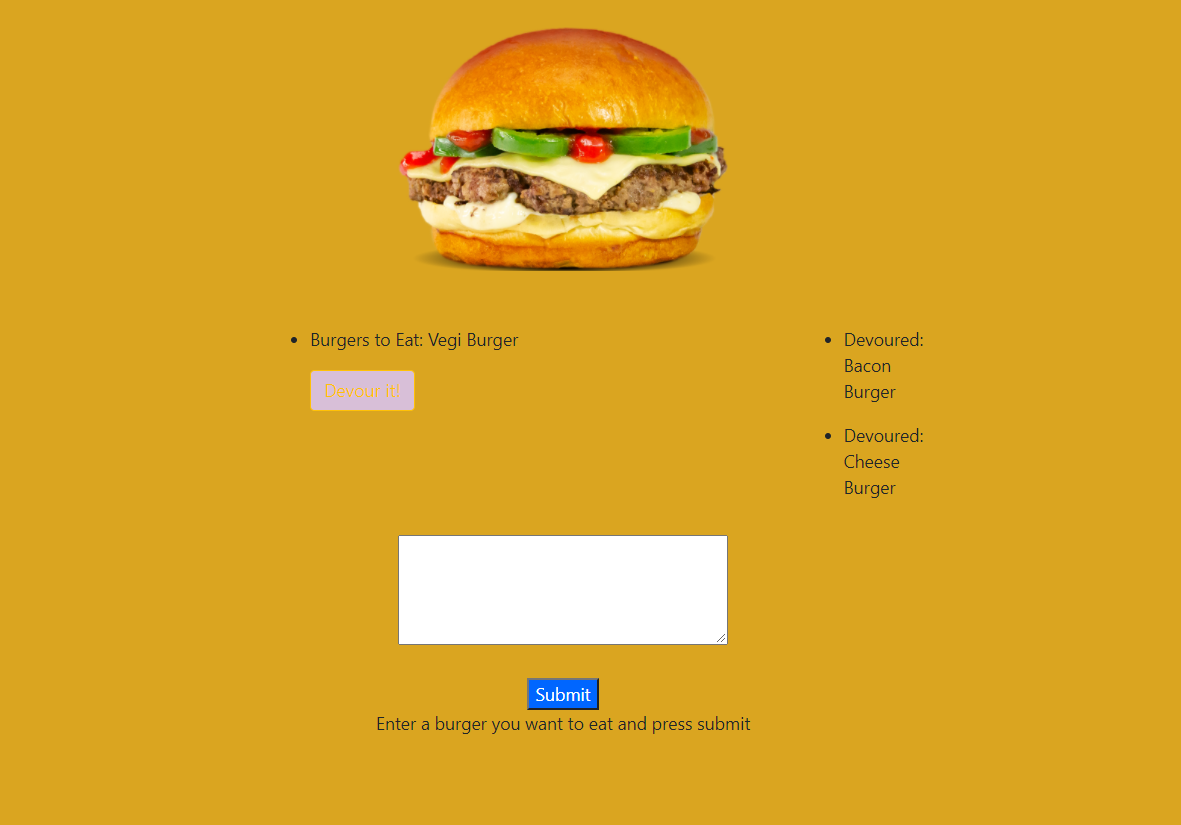 Burgers to Eat: Vegi Burger
Devour it!
Devoured:
Bacon
Burger
Devoured:
Cheese
Burger
Submit
Enter a burger you want to eat and press submit